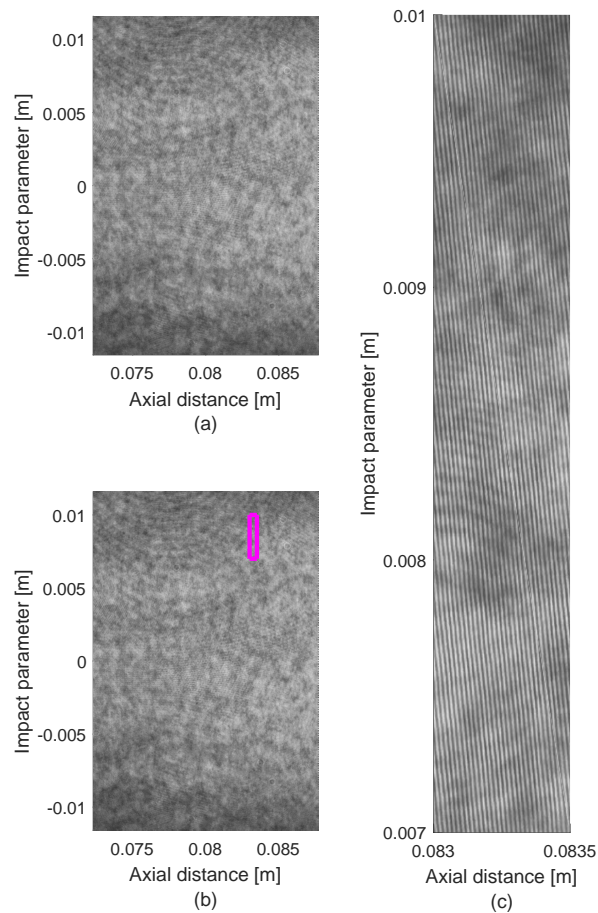 0.01
0.005
0
-0.005
-0.01
Impact parameter [m]
0.075 0.08 0.085
Axial distance [m]
(a)
0.01
0.005
0
-0.005
-0.01
Impact parameter [m]
0.075 0.08 0.085
Axial distance [m]
(b)
0.01
0.009
0.008
0.007
Impact parameter [m]
0.083 0.0835
Axial distance [m]
(c)